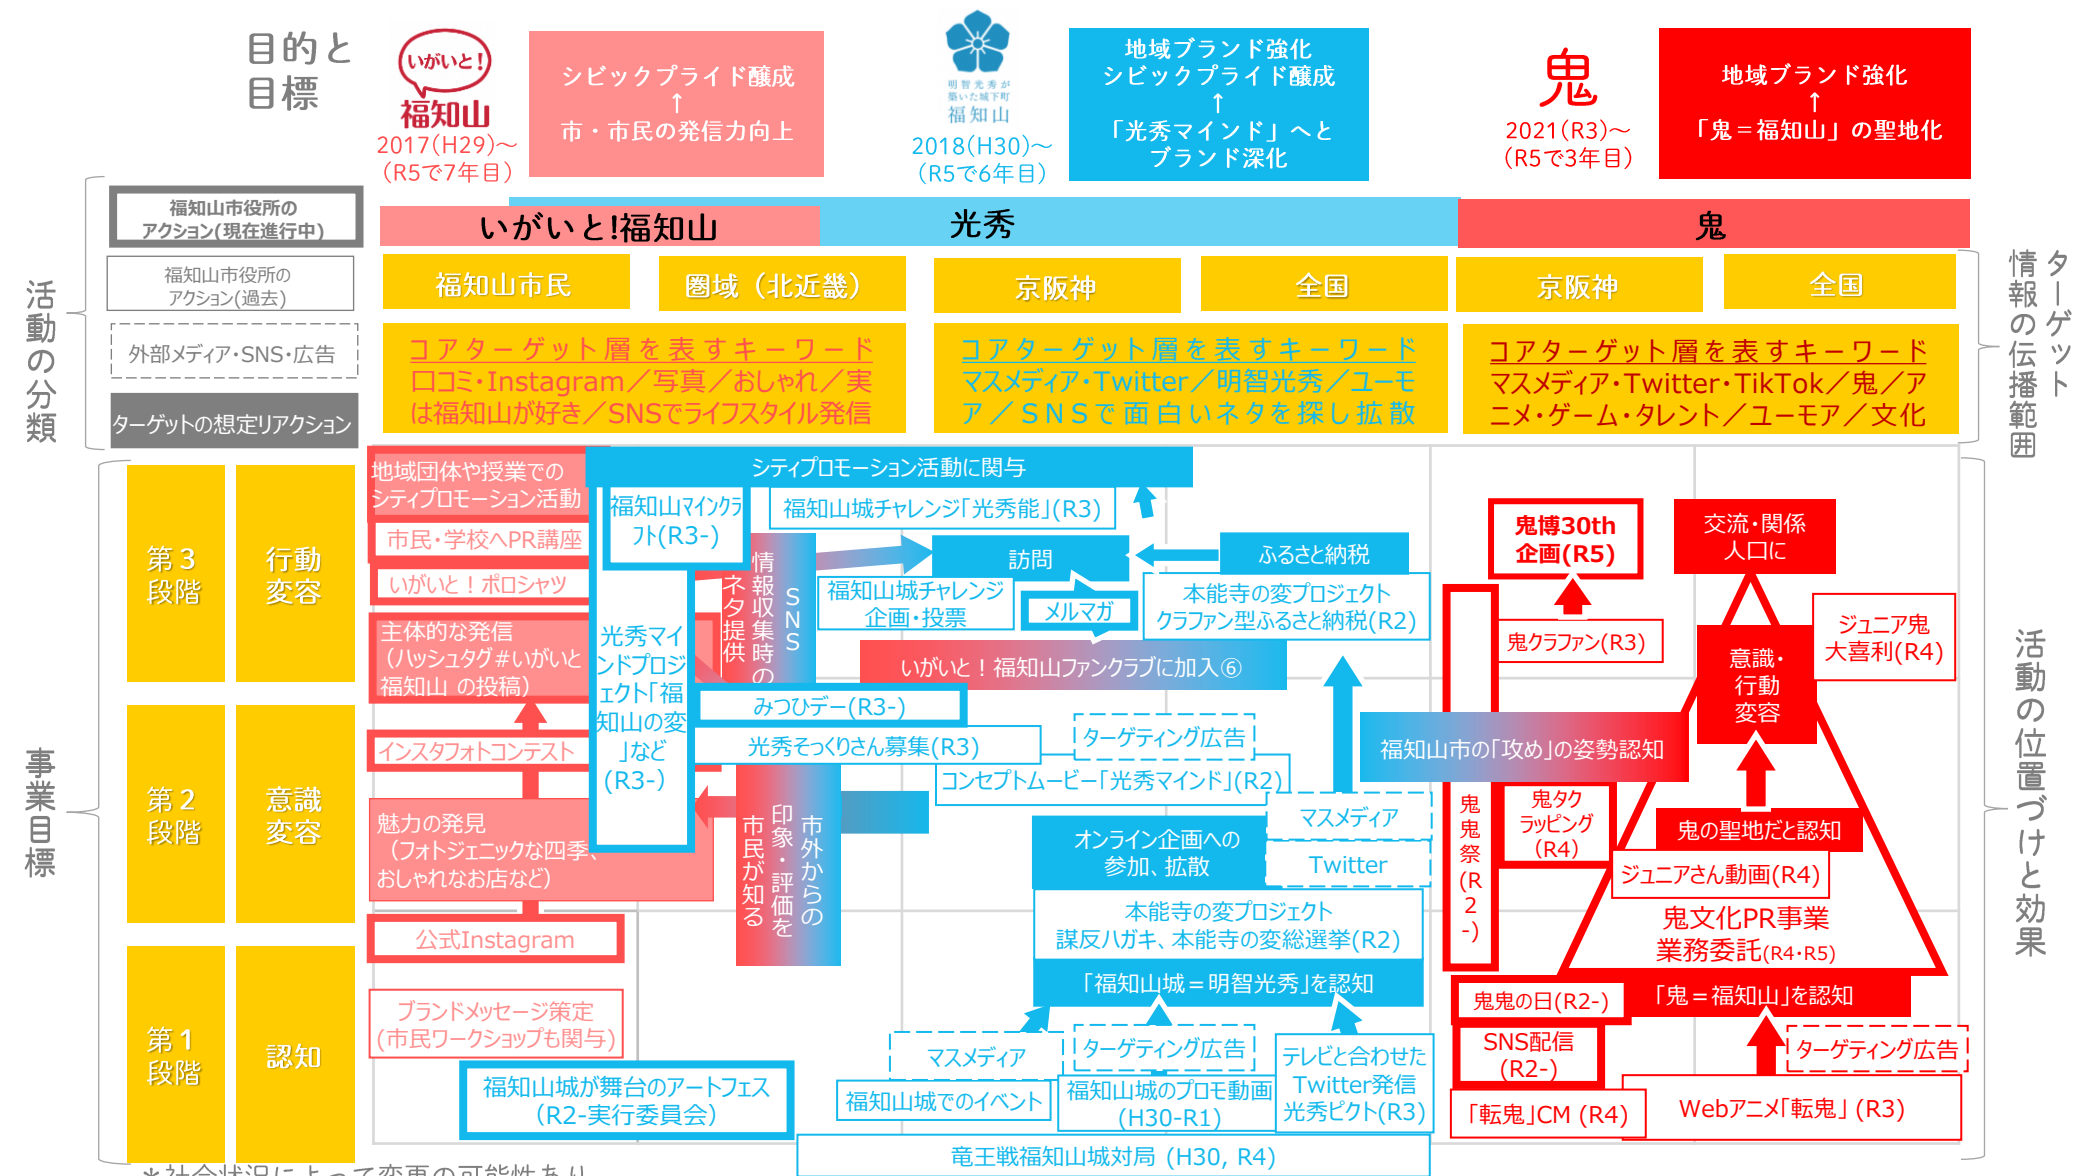 目的と
目標
いがいと!
福知山
2017(H29)～
(R5で7年目)
シビックプライド醸成
↑
市・市民の発信力向上
明智光秀が
築いた城下町
福知山
2018(H30)～
(R5で6年目)
地域ブランド強化
シビックプライド醸成
↑
「光秀マインド」へと
ブランド深化
鬼
2021(R3)～
(R5で3年目)
地域ブランド強化
↑
「鬼＝福知山」の聖地化
活動の分類
福知山市役所の
アクション(現在進行中)
福知山市役所の
アクション(過去)
外部メディア・SNS・広告
ターゲットの想定リアクション
いがいと!福知山
光秀
鬼
福知山市民
圏域（北近畿）
京阪神
全国
京阪神
全国
コアターゲット層を表すキーワード
口コミ・Instagram／写真／おしゃれ／実
は福知山が好き／SNSでライフスタイル発信
コアターゲット層を表すキーワード
マスメディア・Twitter／明智光秀／ユーモ
ア／SNSで面白いネタを探し拡散
コアターゲット層を表すキーワード
マスメディア・Twitter・TikTok／鬼／ア
ニメ・ゲーム・タレント／ユーモア／文化
ターゲット
情報の伝播範囲
事業目標
第３
段階
行動
変容
第２
段階
意識
変容
第１
段階
認知
地域団体や授業での
シティプロモーション活動
市民・学校へPR講座
いがいと！ポロシャツ
主体的な発信
（ハッシュタグ＃いがいと
福知山 の投稿）
インスタフォトコンテスト
魅力の発見
（フォトジェニックな四季、
おしゃれなお店など）
公式Instagram
ブランドメッセージ策定
(市民ワークショップも関与)
福知山城が舞台のアートフェス
（R2-実行委員会）
シティプロモーション活動に関与
福知山マインクラ
フト(R3-)
光秀マイ
ンドプロジ
ェクト「福
知山の変
」など
(R3-)
福知山城チャレンジ「光秀能」(R3)
SNS
情報収集時の
ネタ提供
訪問
福知山城チャレンジ
企画・投票
メルマガ
ふるさと納税
本能寺の変プロジェクト
クラファン型ふるさと納税(R2)
いがいと！福知山ファンクラブに加入⑥
みつひデー(R3-)
光秀そっくりさん募集(R3)
ターゲティング広告
コンセプトムービー「光秀マインド」(R2)
市外からの
印象・評価を
市民が知る
オンライン企画への
参加、拡散
マスメディア
Twitter
本能寺の変プロジェクト
謀反ハガキ、本能寺の変総選挙(R2)
「福知山城＝明智光秀」を認知
マスメディア
ターゲティング広告
テレビと合わせた
Twitter発信
光秀ピクト(R3)
福知山城でのイベント
福知山城のプロモ動画
(H30-R1)
竜王戦福知山城対局 (H30, R4)
鬼博30th
企画(R5)
交流・関係
人口に
鬼クラファン(R3)
ジュニア鬼
大喜利(R4)
意識・
行動
変容
福知山市の「攻め」の姿勢認知
鬼
鬼
祭
(R
2
-)
鬼タク
ラッピング
(R4)
鬼の聖地だと認知
ジュニアさん動画(R4)
鬼文化PR事業
業務委託(R4・R5)
「鬼＝福知山」を認知
鬼鬼の日(R2-)
SNS配信
(R2-)
ターゲティング広告
「転鬼」CM (R4)
Webアニメ「転鬼」(R3)
活動の位置づけと効果
＊社会状況によって変更の可能性あり